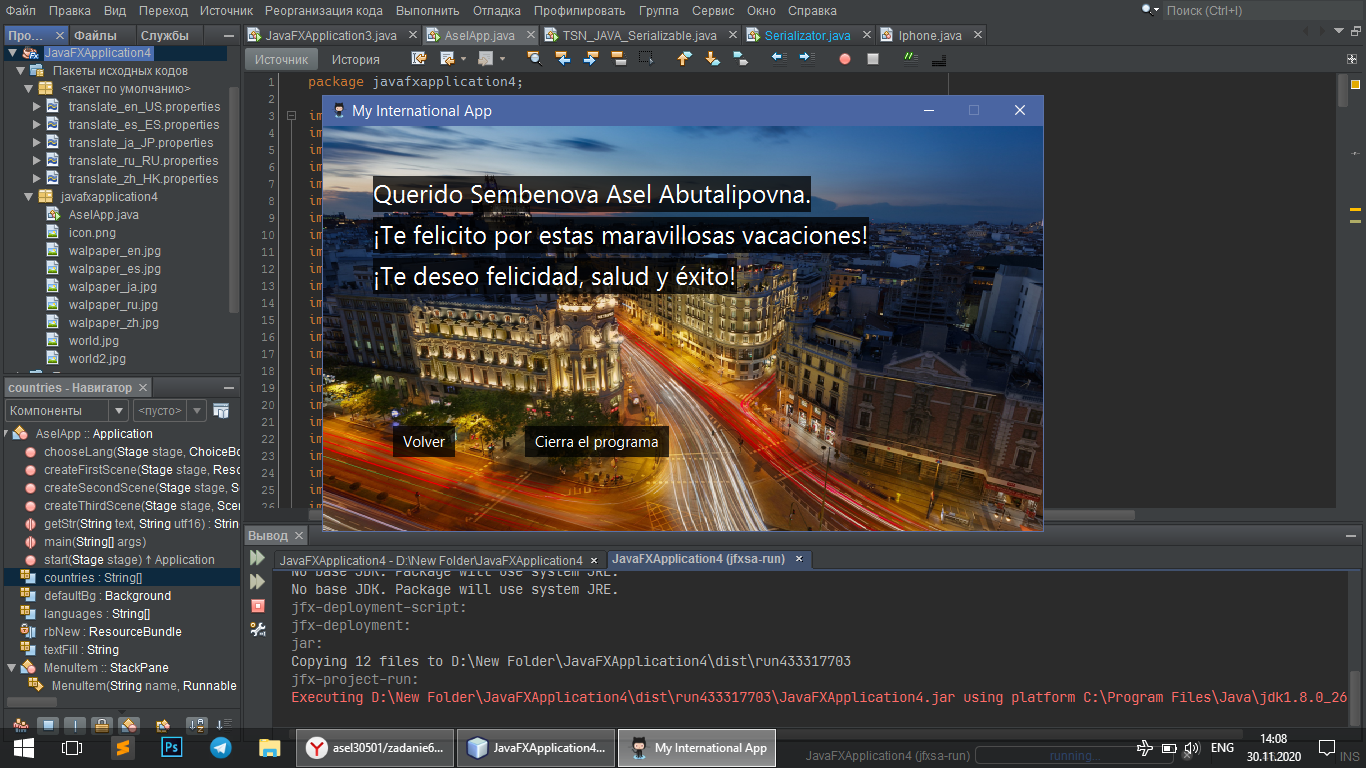 Файл Правка Вид Переход Источник Реорганизация кода Выполнить Отладка Профилировать Группа Сервис Окно Справка
Поиск (Ctrl+I)
Про... Файлы Службы
JavaFXApplication3.java AselApp.java TSN_JAVA_Serializable.java Serializator.java Iphone.java
JavaFXApplication4
Пакеты исходных кодов
<пакет по умолчанию>
translate_en_US.properties
translate_es_ES.properties
translate_ja_JP.properties
translate_ru_RU.properties
translate_zh_HK.properties
javafxapplication4
AselApp.java
icon.png
walpaper_en.jpg
walpaper_es.jpg
walpaper_ja.jpg
walpaper_ru.jpg
walpaper_zh.jpg
world.jpg
world2.jpg
Источник История
1 package javafxapplication4;
2
3 im
4 im
5 im
6 im
7 im
8 im
9 im
10 im
11 im
12 im
13 im
14 im
15 im
16 im
17 im
18 im
19 im
20 im
21 im
22 im
23 im
24 im
25 im
26 im
My International App
Querido Sembenova Asel Abutalipovna.
¡Te felicito por estas maravillosas vacaciones!
¡Te deseo felicidad, salud y éxito!
Volver Cierra el programa
countries - Навигатор
Компоненты <пусто>
AselApp :: Application
chooseLang(Stage stage, ChoiceBo
createFirstScene(Stage stage, Reso
createSecondScene(Stage stage, S
createThirdScene(Stage stage, Scen
getStr(String text, String utf16) : Strin
main(String[] args)
start(Stage stage) ↑ Application
countries : String[]
defaultBg : Background
languages : String[]
rbNew : ResourceBundle
textFill : String
MenuItem :: StackPane
MenuItem(String name, Runnable
Вывод
JavaFXApplication4 - D:\New Folder\JavaFXApplication4 JavaFXApplication4 (jfxsa-run)
No base JDK. Package will use system JRE.
No base JDK. Package will use system JRE.
jfx-deployment-script:
jfx-deployment:
jar:
Copying 12 files to D:\New Folder\JavaFXApplication4\dist\run433317703
jfx-project-run:
Executing D:\New Folder\JavaFXApplication4\dist\run433317703\JavaFXApplication4.jar using platform C:\Program Files\Java\jdk1.8.0_26
asel30501/zadanie6... JavaFXApplication4... My International App
JavaFXApplication4 (jfxsa-run) running...
ENG
14:08
30.11.2020
INS